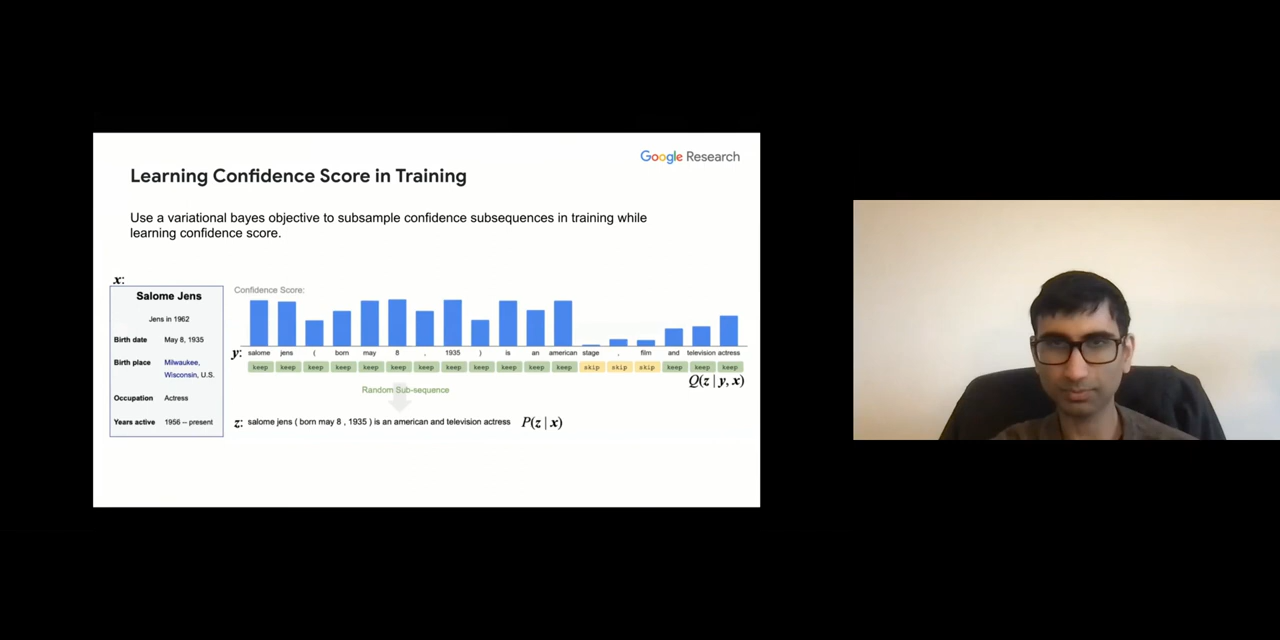 Google Research
Learning Confidence Score in Training
Use a variational bayes objective to subsample confidence subsequences in training while
learning confidence score.
x:
Salome Jens
Jens in 1962
Birth date May 8, 1935
Birth place Milwaukee,
Wisconsin, U.S.
Occupation Actress
Years active 1956 – present
Confidence Score:
y: salome jens ( born may 8 , 1935 ) is an american stage , film and television actress
keep keep keep keep keep keep keep keep keep keep keep keep skip skip skip keep keep keep
Q(z | y, x)
Random Sub-sequence
z: salome jens ( born may 8 , 1935 ) is an american and television actress P(z | x)